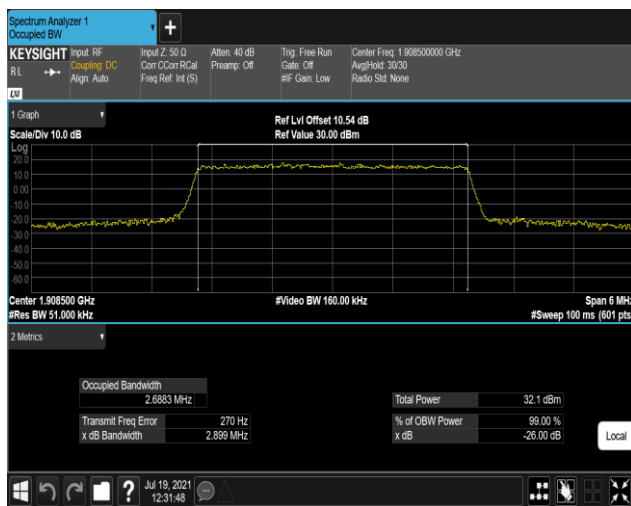 Spectrum Analyzer 1
Occupied BW
KEYSIGHT Input: RF Input Z: 50 Ω Atten: 40 dB Trig: Free Run Center Freq: 1.908500000 GHz
RL Coupling: DC Corr CCorr RCal Preamp: Off Gate: Off Avg|Hold: 30/30
Align: Auto Freq Ref: Int (S) #IF Gain: Low Radio Std: None
LXI
1 Graph Ref Lvl Offset 10.54 dB
Scale/Div 10.0 dB Ref Value 30.00 dBm
Log
20.0
10.0
0.00
-10.0
-20.0
-30.0
-40.0
-50.0
-60.0
Center 1.908500 GHz #Video BW 160.00 kHz Span 6 MHz
#Res BW 51.000 kHz #Sweep 100 ms (601 pts
2 Metrics
Occupied Bandwidth
2.6883 MHz Total Power 32.1 dBm
Transmit Freq Error 270 Hz % of OBW Power 99.00 %
x dB Bandwidth 2.899 MHz x dB -26.00 dB
Local
? Jul 19, 2021
12:31:48